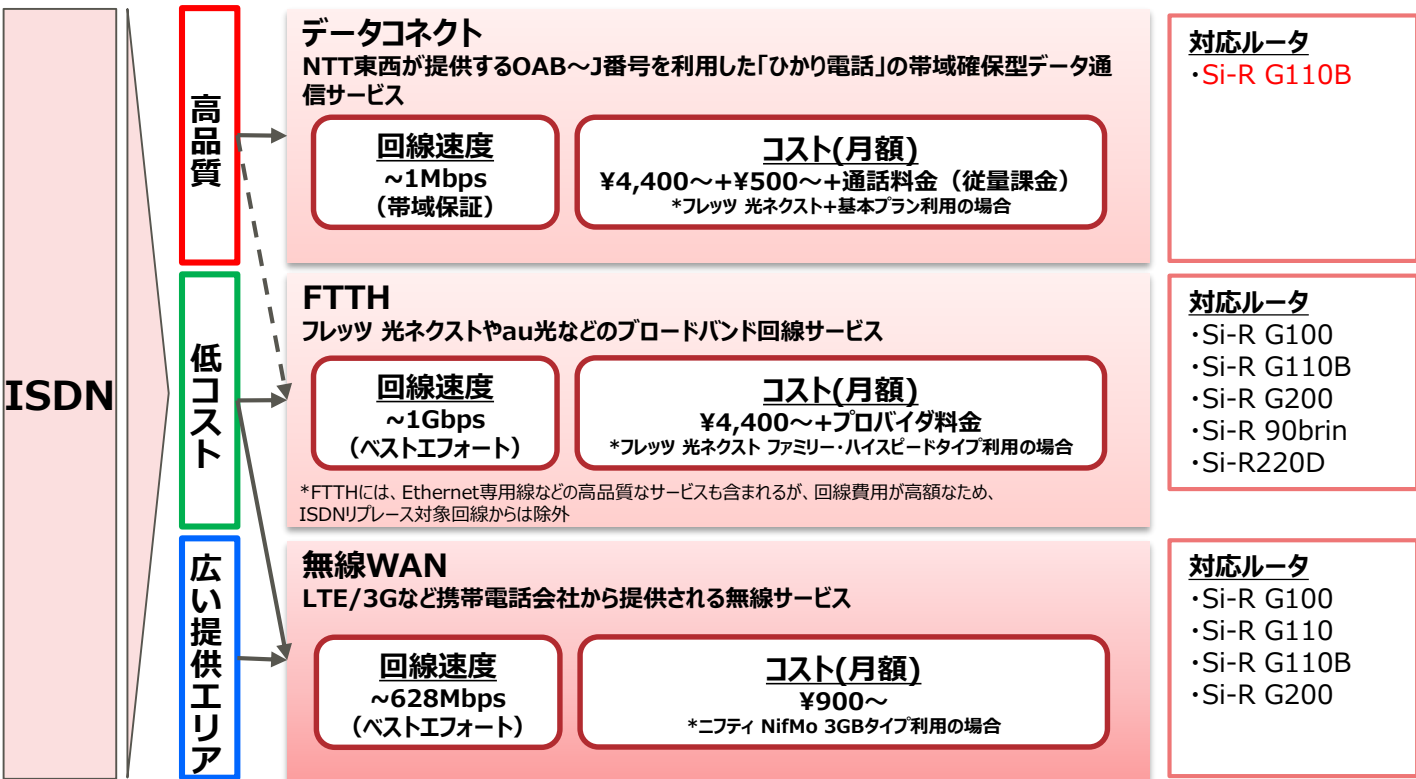 ISDN
高品質
データコネクト
NTT東西が提供するOAB～J番号を利用した「ひかり電話」の帯域確保型データ通
信サービス
回線速度
~1Mbps
（帯域保証）
コスト(月額)
¥4,400～+¥500～+通話料金（従量課金）
*フレッツ 光ネクスト+基本プラン利用の場合
対応ルータ
・Si-R G110B
低コスト
FTTH
フレッツ 光ネクストやau光などのブロードバンド回線サービス
回線速度
~1Gbps
（ベストエフォート）
コスト(月額)
¥4,400～+プロバイダ料金
*フレッツ 光ネクスト ファミリー・ハイスピードタイプ利用の場合
*FTTHには、Ethernet専用線などの高品質なサービスも含まれるが、回線費用が高額なため、
ISDNリプレース対象回線からは除外
対応ルータ
・Si-R G100
・Si-R G110B
・Si-R G200
・Si-R 90brin
・Si-R220D
広い提供エリア
無線WAN
LTE/3Gなど携帯電話会社から提供される無線サービス
回線速度
~628Mbps
（ベストエフォート）
コスト(月額)
¥900～
*ニフティ NifMo 3GBタイプ利用の場合
対応ルータ
・Si-R G100
・Si-R G110
・Si-R G110B
・Si-R G200